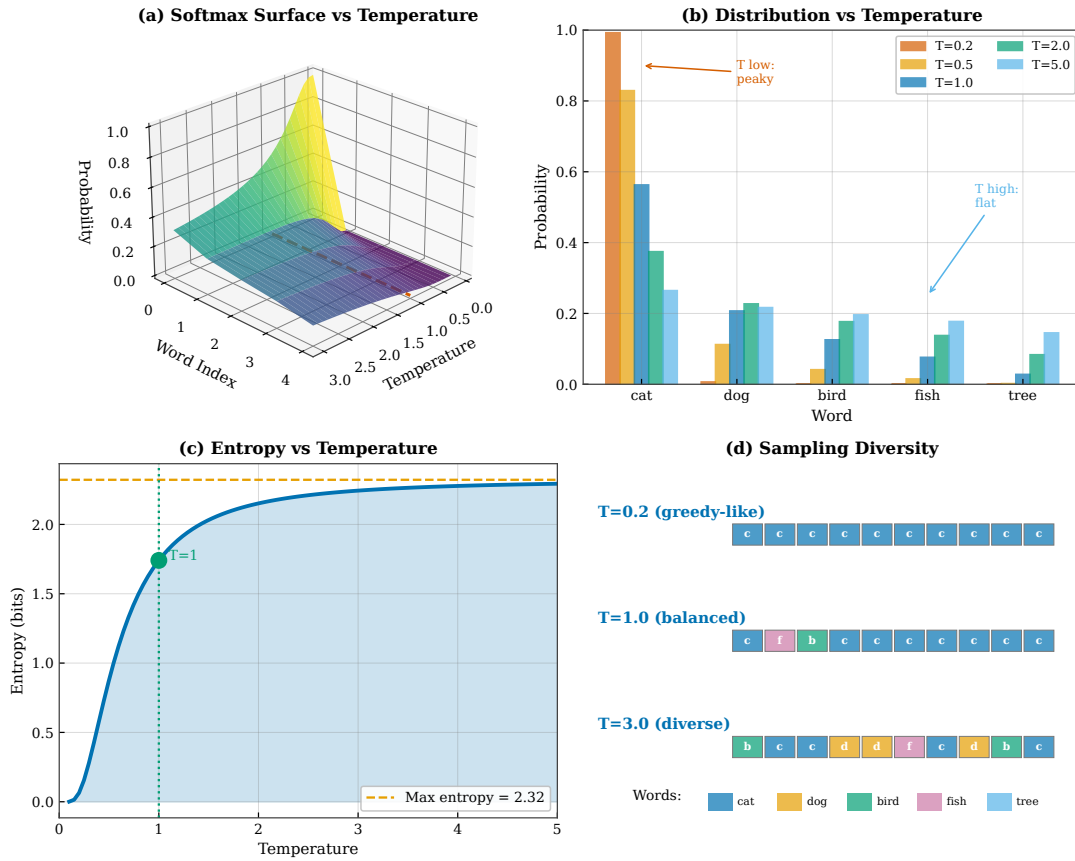 (a) Softmax Surface vs Temperature
Probability
1.0
0.8
0.6
0.4
0.2
0.0
0
1
2
3
4
Word Index
3.0
2.5
2.0
1.5
1.0
0.5
0.0
Temperature
(b) Distribution vs Temperature
Probability
1.0
0.8
0.6
0.4
0.2
0.0
T low:
peaky
T=0.2
T=0.5
T=1.0
T=2.0
T=5.0
T high:
flat
cat
dog
bird
fish
tree
Word
(c) Entropy vs Temperature
Entropy (bits)
2.0
1.5
1.0
0.5
0.0
T=1
Max entropy = 2.32
0
1
2
3
4
5
Temperature
(d) Sampling Diversity
T=0.2 (greedy-like)
c c c c c c c c c c
T=1.0 (balanced)
c f b c c c c c c c
T=3.0 (diverse)
b c c d d f c d b c
Words: cat dog bird fish tree